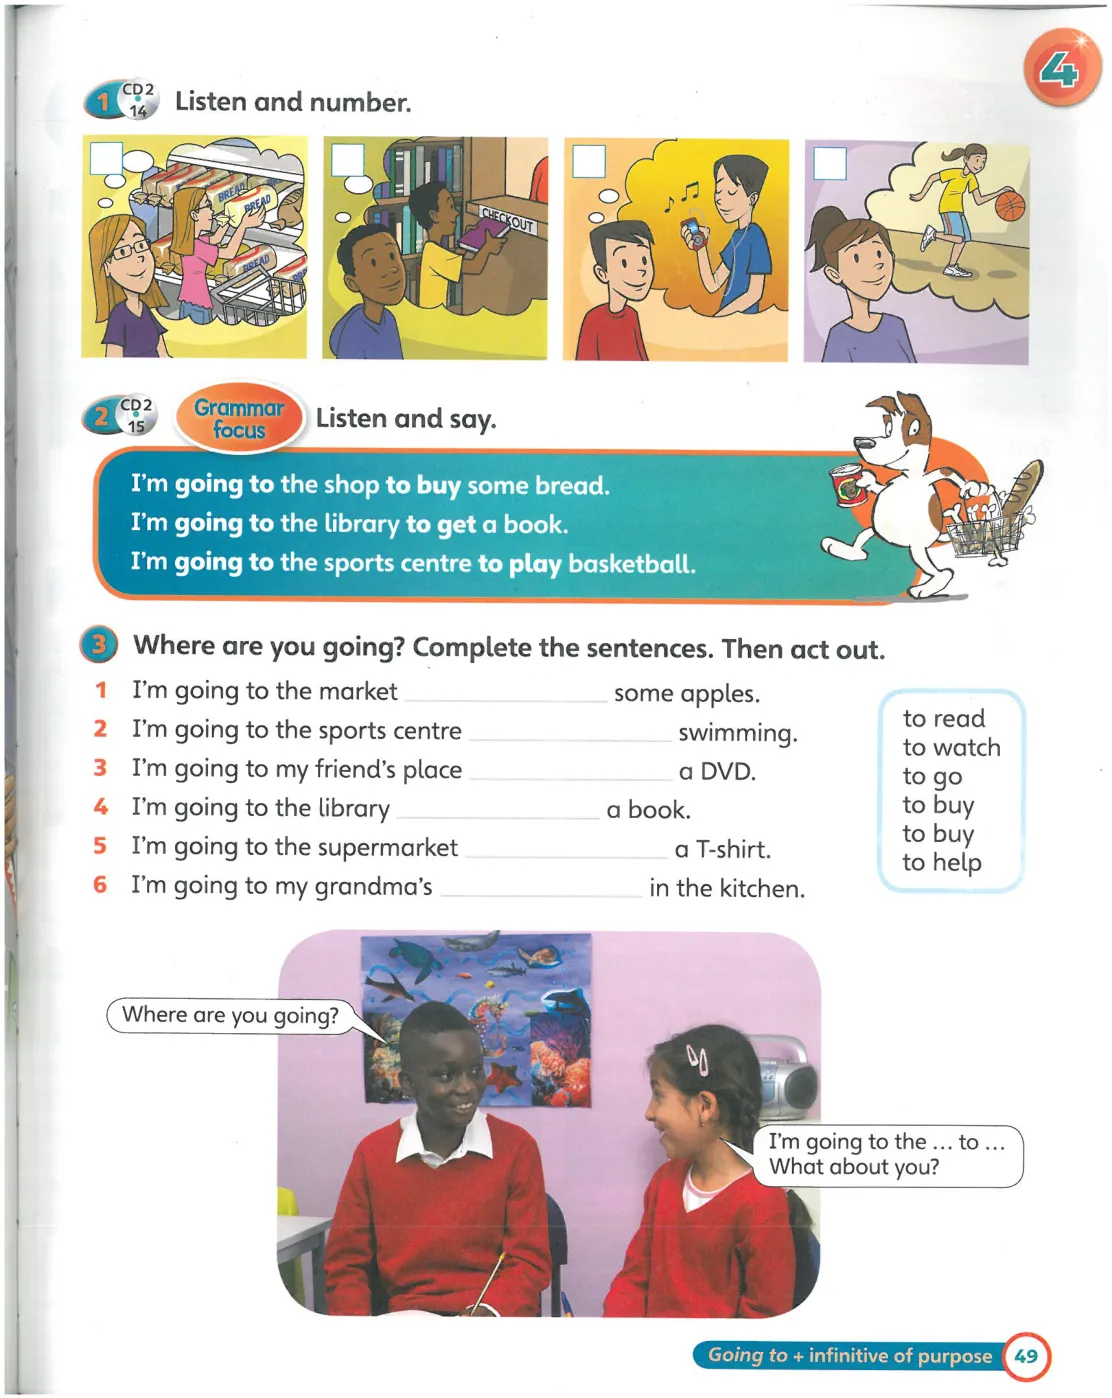 4
1 CD2 14 Listen and number.
BREAD
BREAD
BREAD
CHECKOUT
2 CD2 15 Grammar focus Listen and say.
I'm going to the shop to buy some bread.
I'm going to the library to get a book.
I'm going to the sports centre to play basketball.
3 Where are you going? Complete the sentences. Then act out.
1 I'm going to the market ____ some apples.
2 I'm going to the sports centre ____ swimming.
3 I'm going to my friend's place ____ a DVD.
4 I'm going to the library ____ a book.
5 I'm going to the supermarket ____ a T-shirt.
6 I'm going to my grandma's ____ in the kitchen.
to read
to watch
to go
to buy
to buy
to help
Where are you going?
I'm going to the ... to ...
What about you?
Going to + infinitive of purpose 49